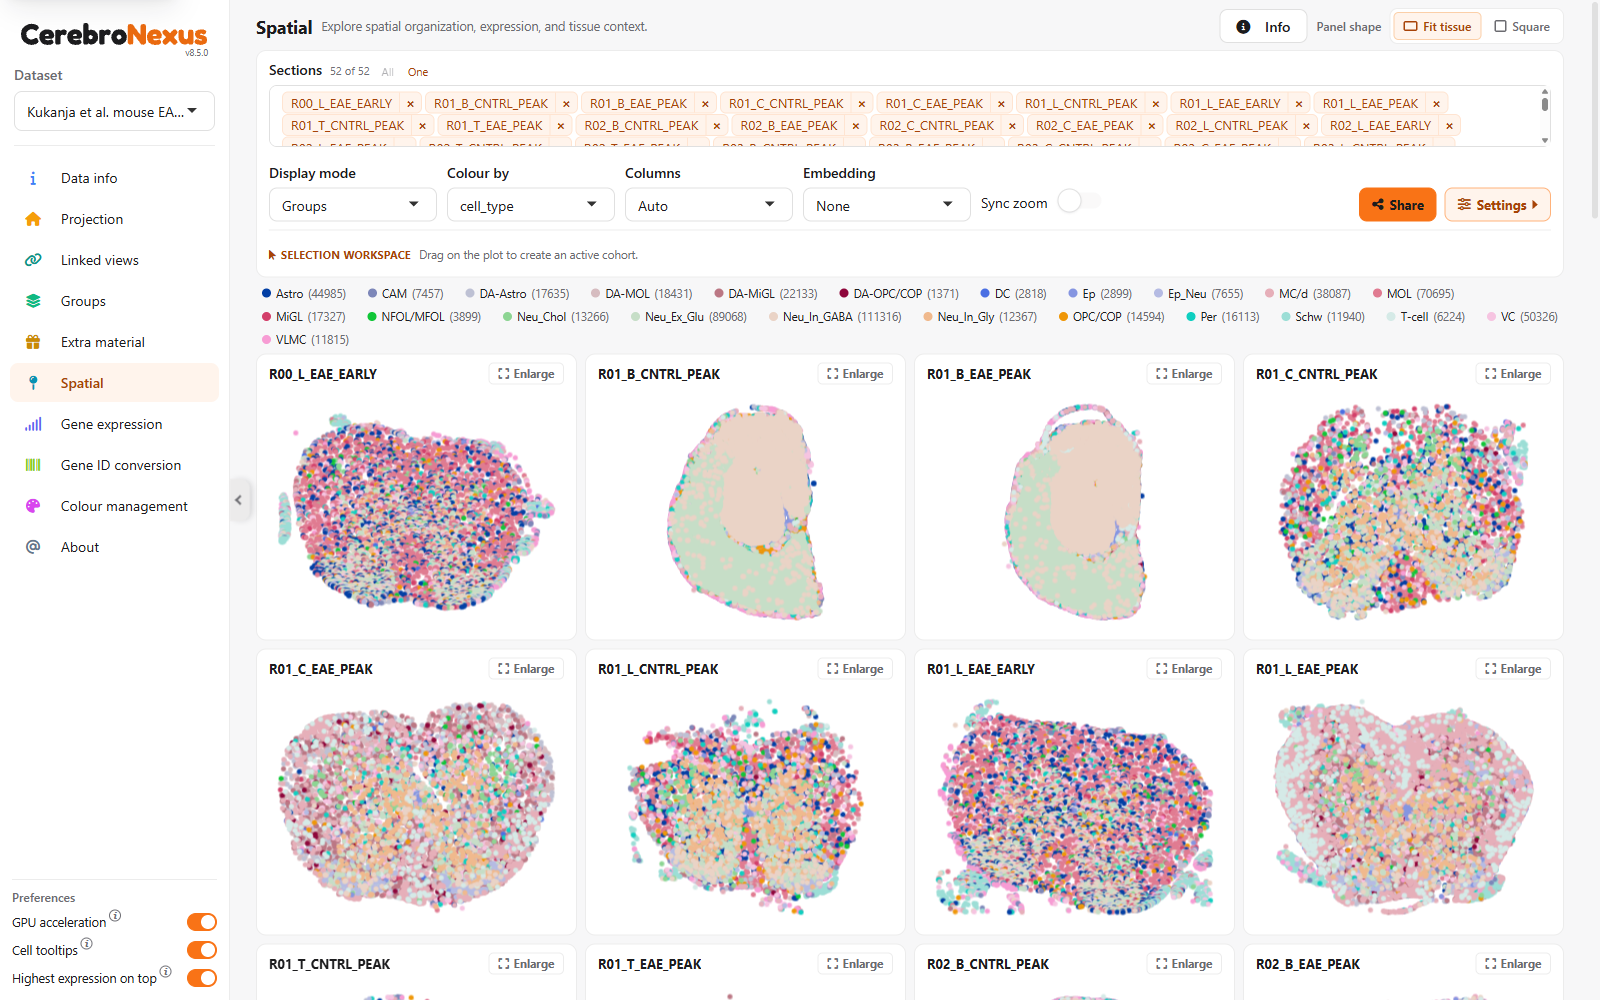 CerebroNexus
v8.5.0
Dataset
Kukanja et al. mouse EA...
Data info
Projection
Linked views
Groups
Extra material
Spatial
Gene expression
Gene ID conversion
Colour management
About
Preferences
GPU acceleration
Cell tooltips
Highest expression on top
Spatial Explore spatial organization, expression, and tissue context.
Info Panel shape Fit tissue Square
Sections 52 of 52 All One
R00_L_EAE_EARLY × R01_B_CNTRL_PEAK × R01_B_EAE_PEAK × R01_C_CNTRL_PEAK × R01_C_EAE_PEAK × R01_L_CNTRL_PEAK × R01_L_EAE_EARLY × R01_L_EAE_PEAK ×
R01_T_CNTRL_PEAK × R01_T_EAE_PEAK × R02_B_CNTRL_PEAK × R02_B_EAE_PEAK × R02_C_CNTRL_PEAK × R02_C_EAE_PEAK × R02_L_CNTRL_PEAK × R02_L_EAE_EARLY ×
Display mode Colour by Columns Embedding
Groups cell_type Auto None Sync zoom Share Settings
SELECTION WORKSPACE Drag on the plot to create an active cohort.
Astro (44985) CAM (7457) DA-Astro (17635) DA-MOL (18431) DA-MiGL (22133) DA-OPC/COP (1371) DC (2818) Ep (2899) Ep_Neu (7655) MC/d (38087) MOL (70695)
MiGL (17327) NFOL/MFOL (3899) Neu_Chol (13266) Neu_Ex_Glu (89068) Neu_In_GABA (111316) Neu_In_Gly (12367) OPC/COP (14594) Per (16113) Schw (11940) T-cell (6224) VC (50326)
VLMC (11815)
R00_L_EAE_EARLY Enlarge R01_B_CNTRL_PEAK Enlarge R01_B_EAE_PEAK Enlarge R01_C_CNTRL_PEAK Enlarge
R01_C_EAE_PEAK Enlarge R01_L_CNTRL_PEAK Enlarge R01_L_EAE_EARLY Enlarge R01_L_EAE_PEAK Enlarge
R01_T_CNTRL_PEAK Enlarge R01_T_EAE_PEAK Enlarge R02_B_CNTRL_PEAK Enlarge R02_B_EAE_PEAK Enlarge